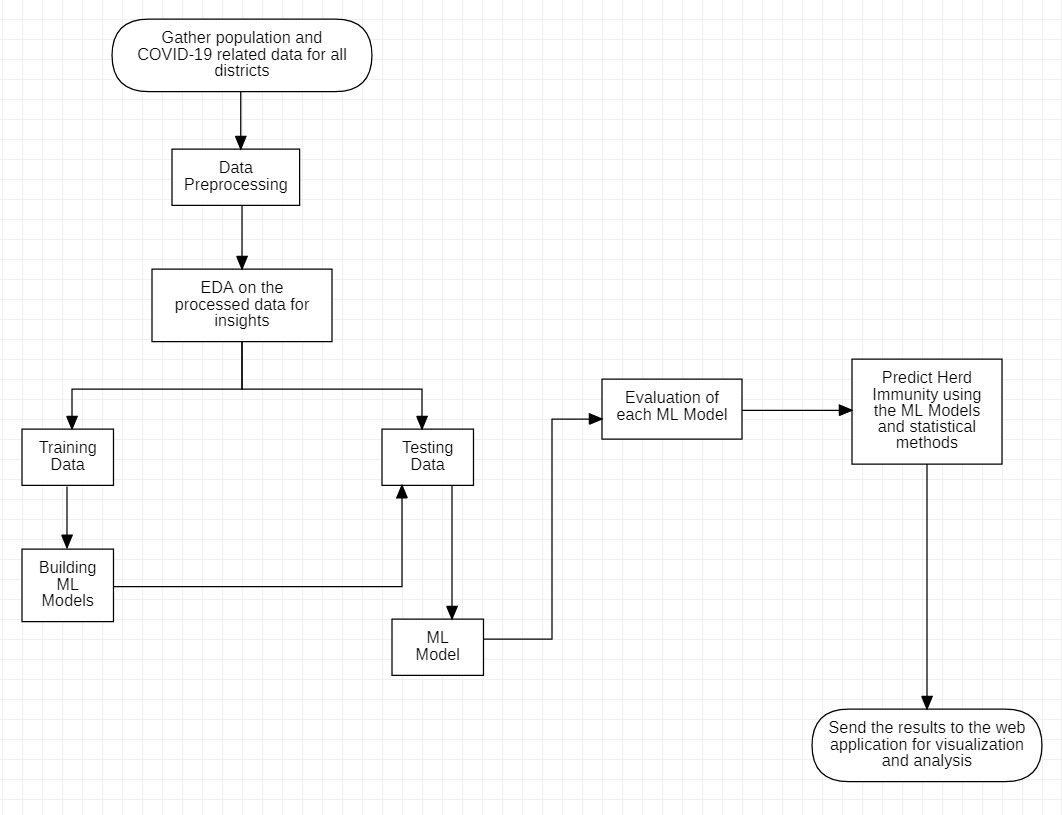 Gather population and
COVID-19 related data for all
districts
Data
Preprocessing
EDA on the
processed data for
insights
Training
Data
Testing
Data
Building
ML
Models
ML
Model
Evaluation of
each ML Model
Predict Herd
Immunity using
the ML Models
and statistical
methods
Send the results to the web
application for visualization
and analysis